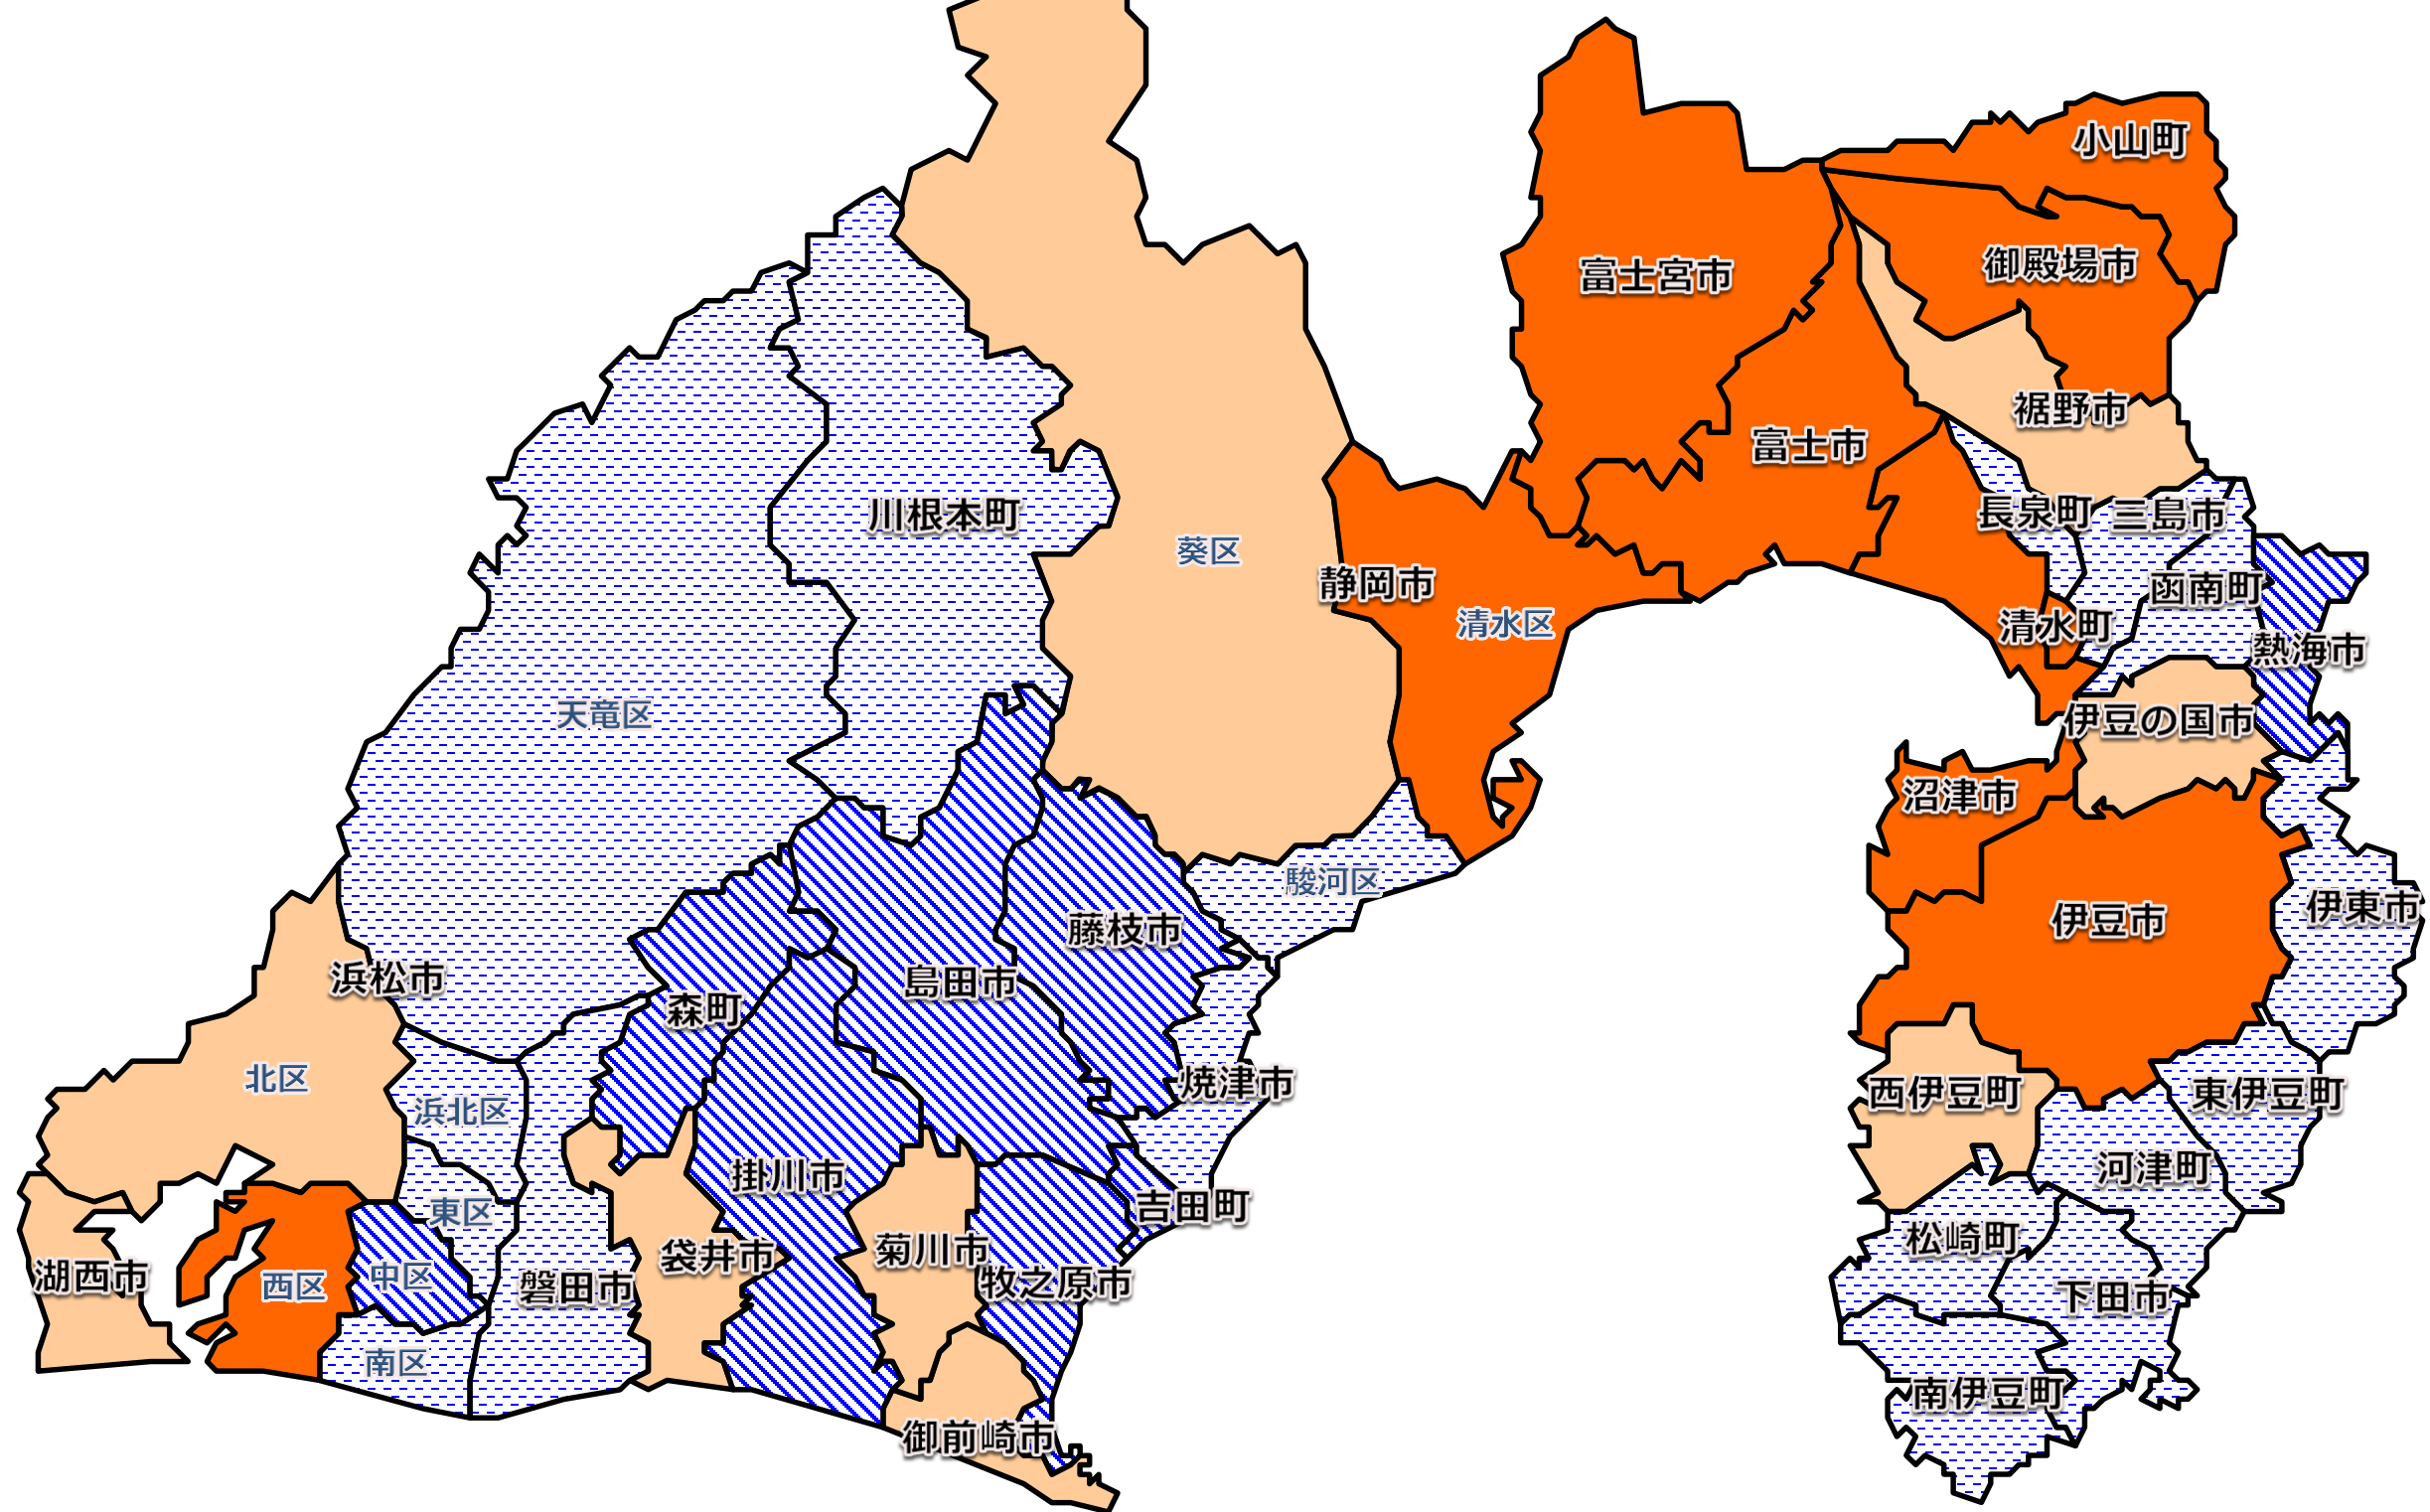 小山町
御殿場市
富士宮市
裾野市
富士市
川根本町
長泉町
三島市
葵区
静岡市
函南町
清水区
清水町
熱海市
天竜区
伊豆の国市
沼津市
駿河区
伊東市
伊豆市
藤枝市
浜松市
島田市
森町
北区
焼津市
西伊豆町
東伊豆町
浜北区
河津町
掛川市
吉田町
東区
松崎町
菊川市
袋井市
湖西市
中区
西区
磐田市
牧之原市
下田市
南区
南伊豆町
御前崎市